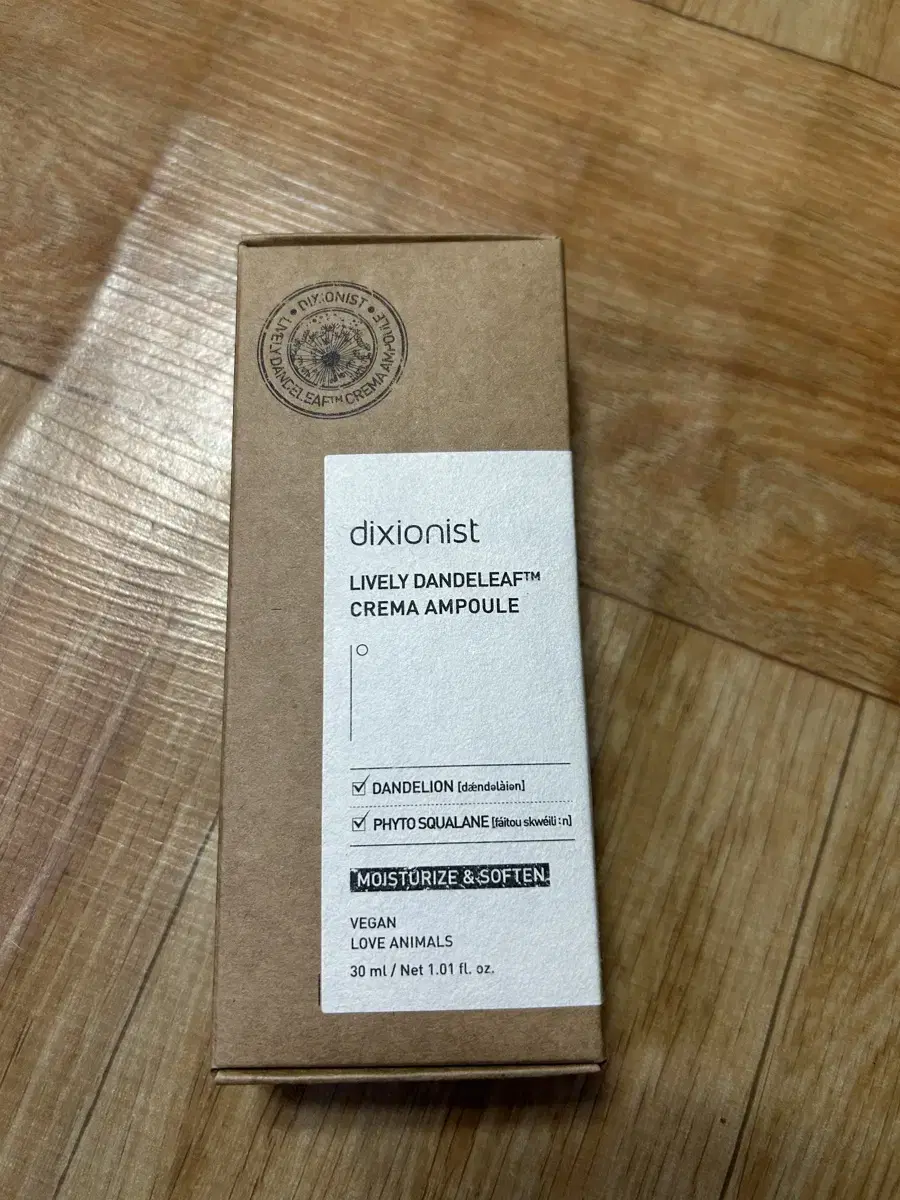 DIXIONIST
LIVELY DANDELEAF™ CREMA AMPOULE
dixionist
LIVELY DANDELEAF™
CREMA AMPOULE
DANDELION [dǽndəlàiən]
PHYTO SQUALANE [fáitou skwéili:n]
MOISTURIZE & SOFTEN
VEGAN
LOVE ANIMALS
30 ml / Net 1.01 fl. oz.